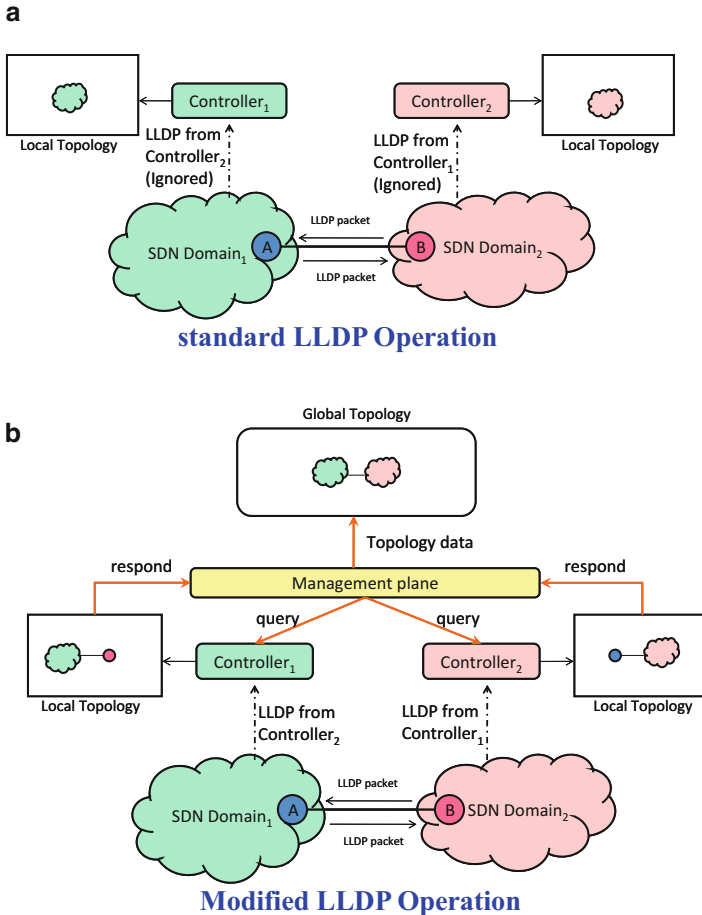 a
Controller₁
Controller₂
Local Topology
LLDP from
Controller₂
(Ignored)
LLDP from
Controller₁
(Ignored)
Local Topology
SDN Domain₁
A
LLDP packet
LLDP packet
B
SDN Domain₂
standard LLDP Operation
b
Global Topology
Topology data
respond
respond
Management plane
query
query
Controller₁
Controller₂
Local Topology
Local Topology
LLDP from
Controller₂
LLDP from
Controller₁
SDN Domain₁
A
LLDP packet
LLDP packet
B
SDN Domain₂
Modified LLDP Operation